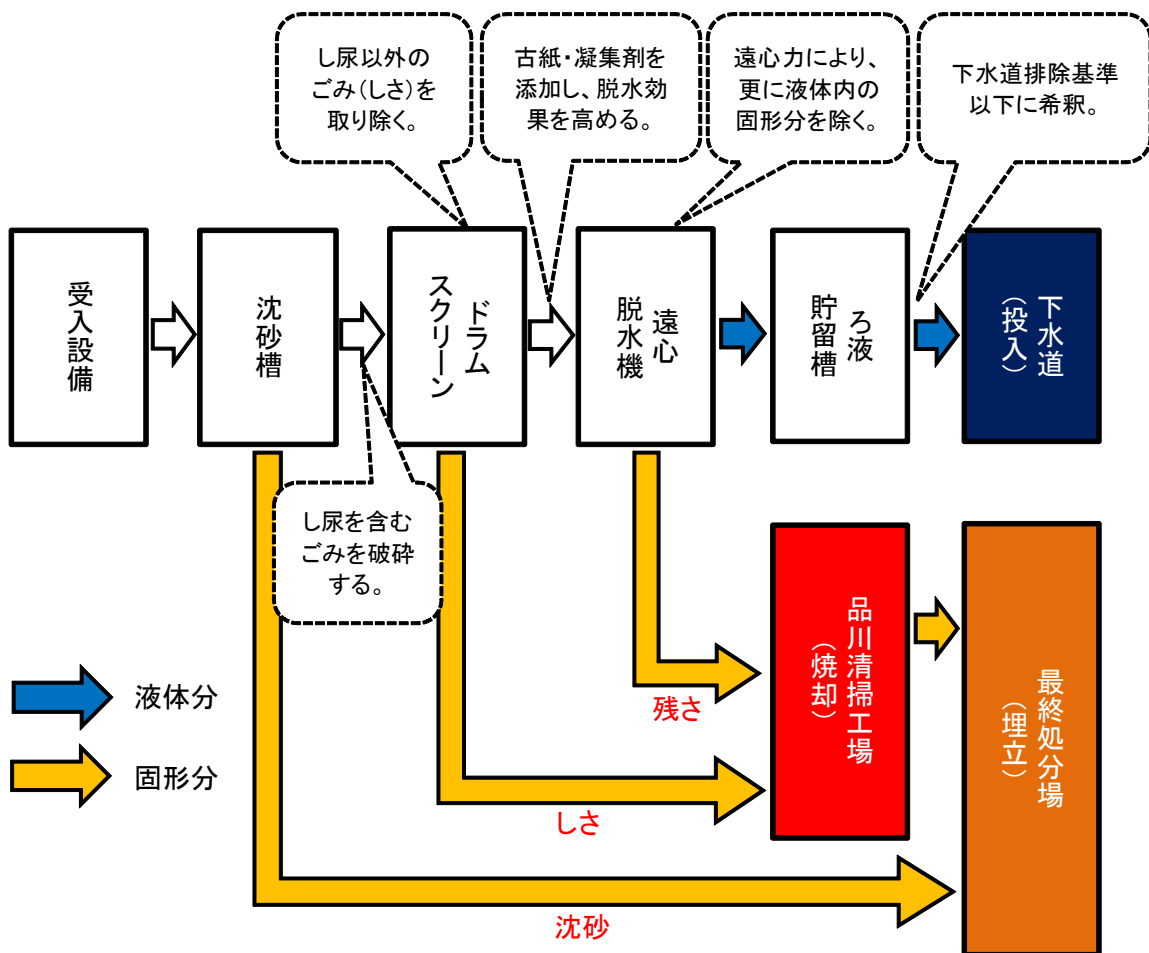 し尿以外の
ごみ(しさ)を
取り除く。
古紙・凝集剤を
添加し、脱水効
果を高める。
遠心力により、
更に液体内の
固形分を除く。
下水道排除基準
以下に希釈。
受入設備
沈砂槽
ドラム
スクリーン
遠心
脱水機
ろ液
貯留槽
下水道
(投入)
し尿を含む
ごみを破砕
する。
品川清掃工場
(焼却)
最終処分場
(埋立)
液体分
固形分
残さ
しさ
沈砂